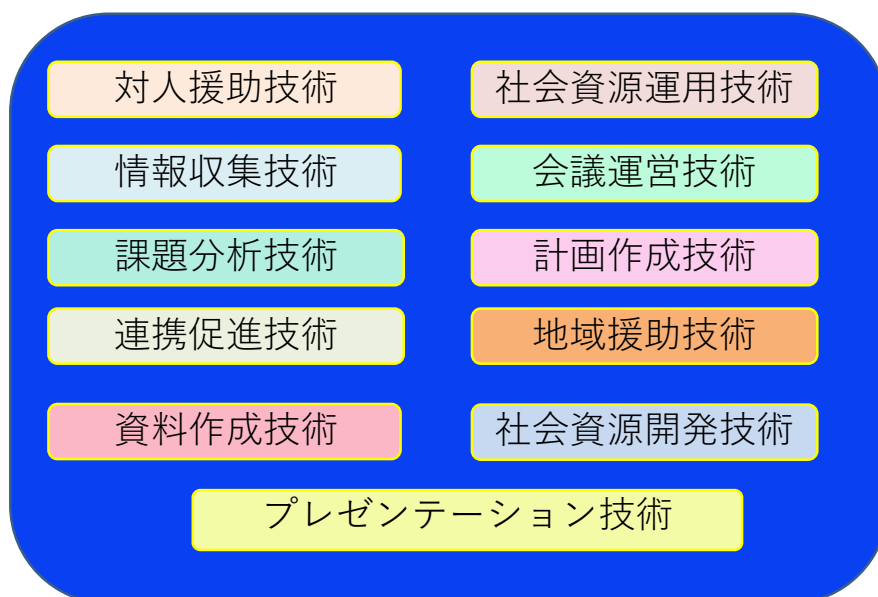 対人援助技術
社会資源運用技術
情報収集技術
会議運営技術
課題分析技術
計画作成技術
連携促進技術
地域援助技術
資料作成技術
社会資源開発技術
プレゼンテーション技術